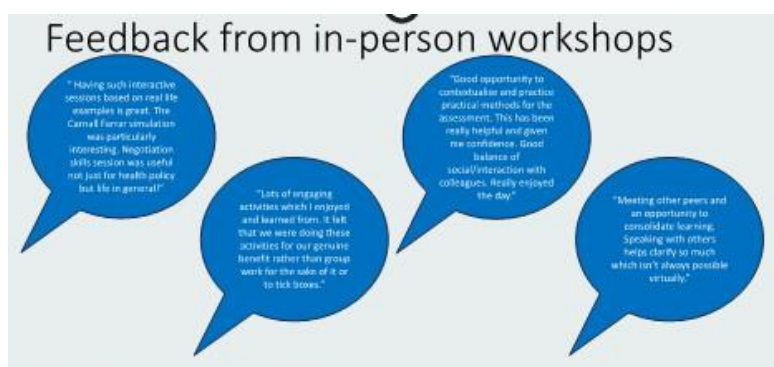 Feedback from in-person workshops
" Having such interactive
sessions based on real life
examples is great. The
Carnall Farrar simulation
was particularly
interesting. Negotiation
skills session was useful
not just for health policy
but life in general!"
"Lots of engaging
activities which I enjoyed
and learned from. It felt
that we were doing these
activities for our genuine
benefit rather than group
work for the sake of it or
to tick boxes."
"Good opportunity to
contextualise and practice
practical methods for the
assessment. This has been
really helpful and given
me confidence. Good
balance of
social/interaction with
colleagues. Really enjoyed
the day."
"Meeting other peers and
an opportunity to
consolidate learning.
Speaking with others
helps clarify so much
which isn't always possible
virtually."